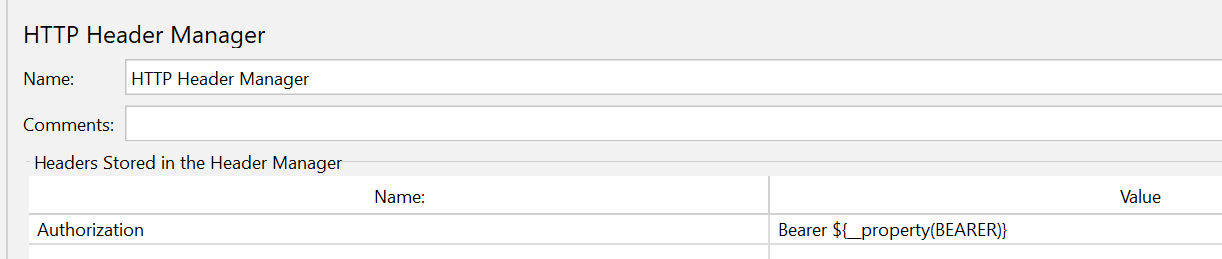 HTTP Header Manager
Name: HTTP Header Manager
Comments:
Headers Stored in the Header Manager
Name: Value
Authorization Bearer ${__property(BEARER)}